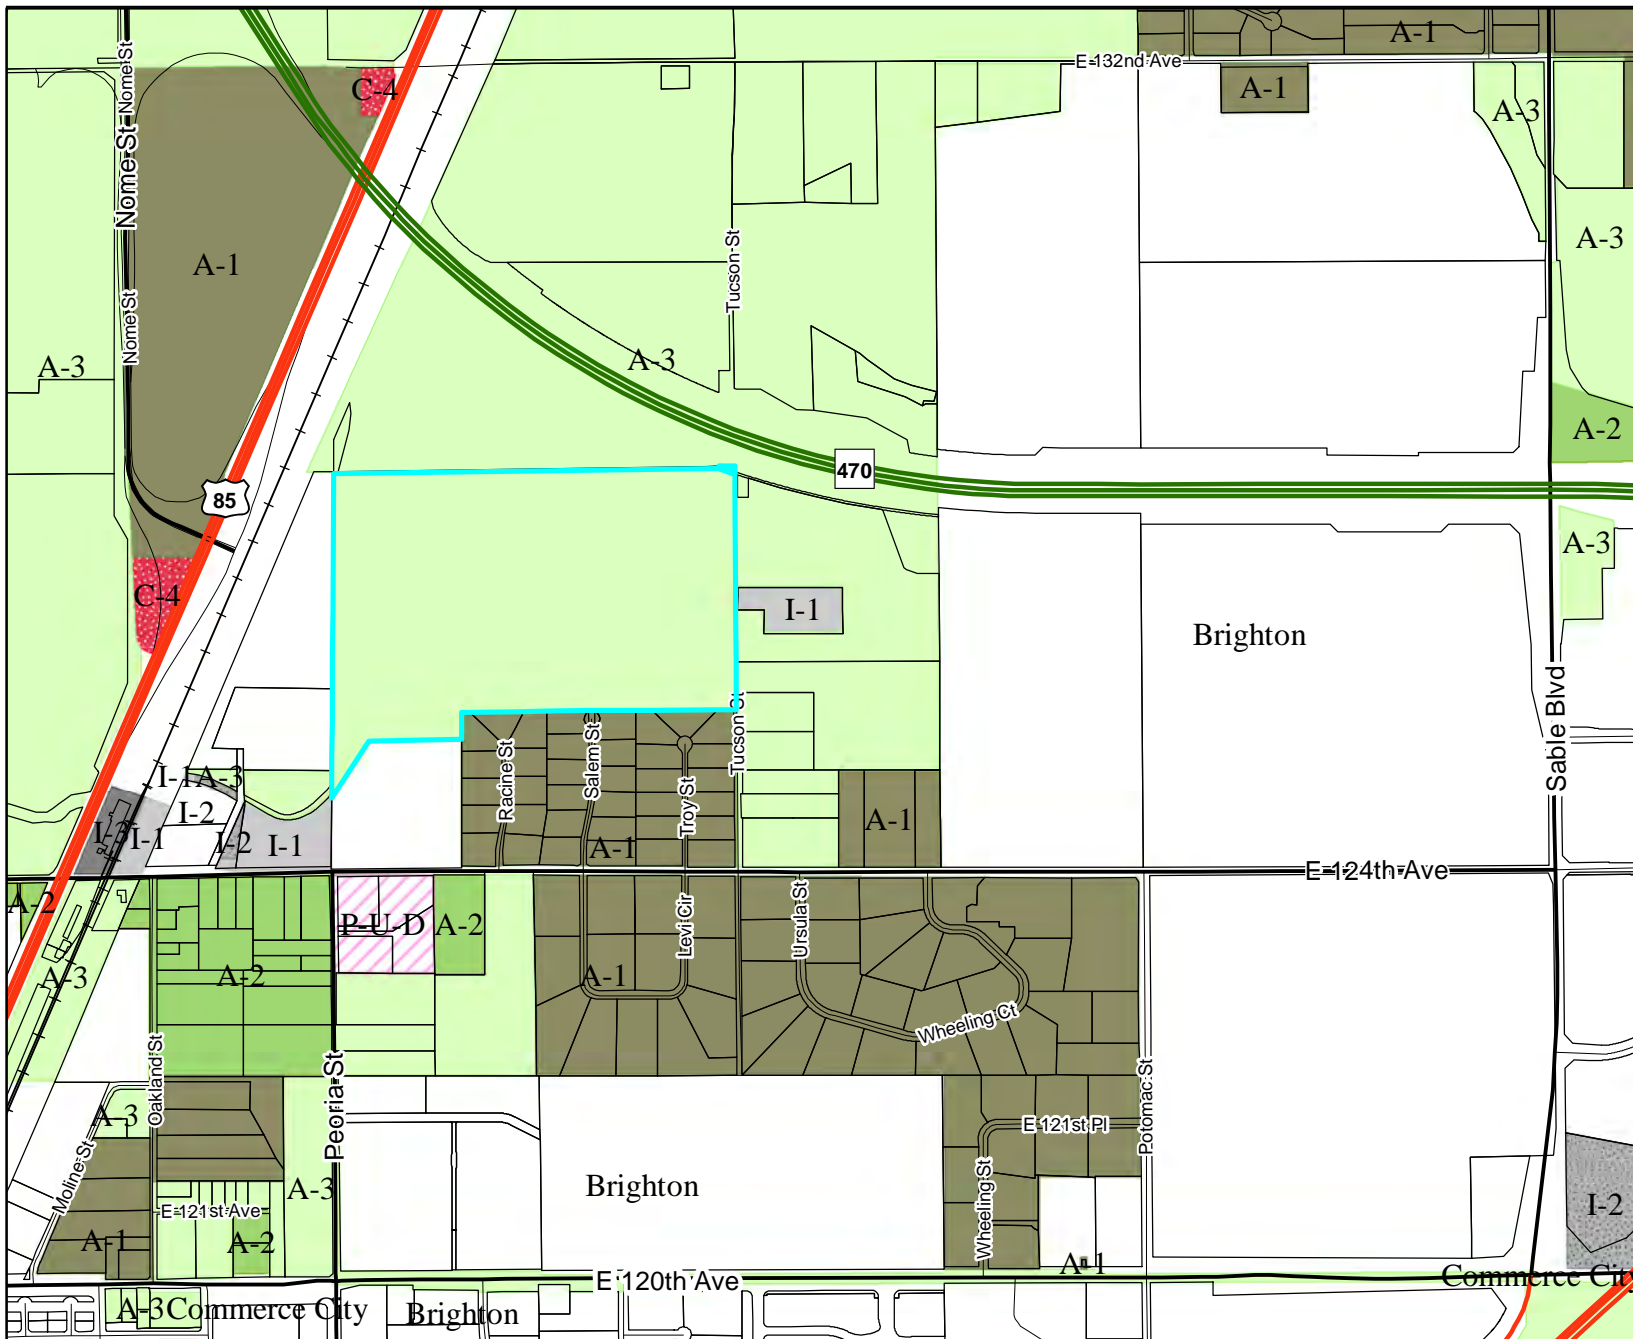 A-1
E 132nd Ave
C-4
A-1
Nome St
A-3
Nome St
A-3
Tucson St
A-1
Nome St
A-3
A-3
A-2
470
85
A-3
C-4
I-1
Brighton
Sable Blvd
Tucson St
Racine St
Salem St
Troy St
I-1
A-3
I-2
I-3
I-1
I-2
I-1
A-1
A-1
E 124th Ave
A-2
P-U-D
A-2
Levi Cir
Ursula St
A-3
A-2
A-1
Wheeling Ct
Oakland St
Peoria St
Potomac St
A-3
E 121st Pl
Moline St
A-3
Brighton
Wheeling St
E 121st Ave
I-2
A-1
A-2
A-1
E 120th Ave
Commerce City
A-3
Commerce City
Brighton